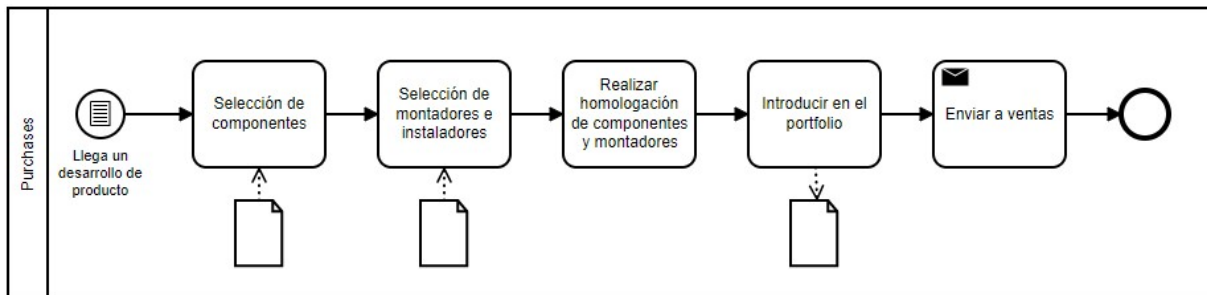 Purchases
Llega un
desarrollo de
producto
Selección de
componentes
Selección de
montadores e
instaladores
Realizar
homologación
de componentes
y montadores
Introducir en el
portfolio
Enviar a ventas